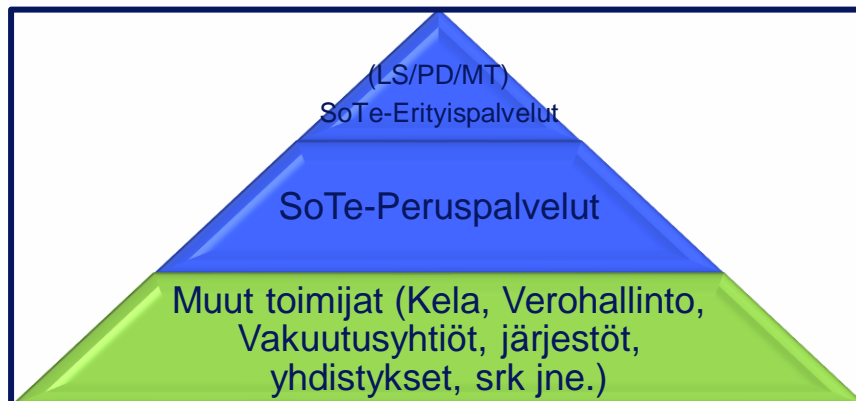 (LS/PD/MT)
SoTe-Erityispalvelut
SoTe-Peruspalvelut
Muut toimijat (Kela, Verohallinto,
Vakuutusyhtiöt, järjestöt,
yhdistykset, srk jne.)